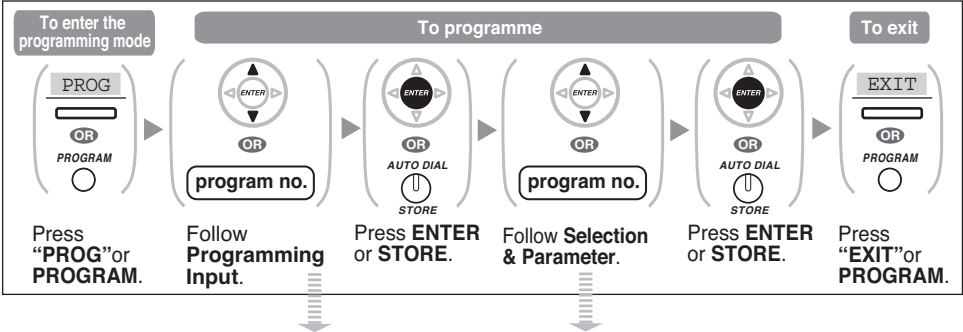 To enter the
programming mode
To programme
To exit
PROG
OR
PROGRAM
Press
“PROG”or
PROGRAM.
ENTER
OR
program no.
Follow
Programming
Input.
ENTER
OR
AUTO DIAL
STORE
Press ENTER
or STORE.
ENTER
OR
program no.
Follow Selection
& Parameter.
ENTER
OR
AUTO DIAL
STORE
Press ENTER
or STORE.
EXIT
OR
PROGRAM
Press
“EXIT”or
PROGRAM.